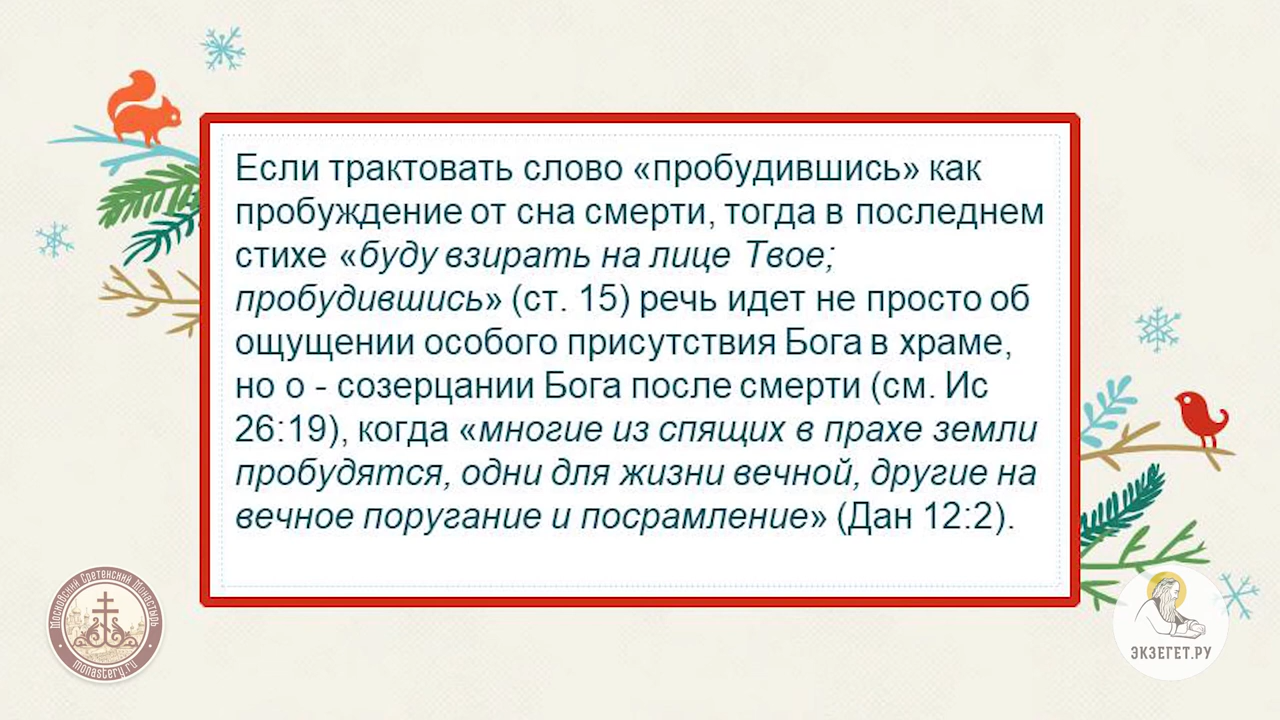 Если трактовать слово «пробудившись» как
пробуждение от сна смерти, тогда в последнем
стихе «буду взирать на лице Твое;
пробудившись» (ст. 15) речь идет не просто об
ощущении особого присутствия Бога в храме,
но о - созерцании Бога после смерти (см. Ис
26:19), когда «многие из спящих в прахе земли
пробудятся, одни для жизни вечной, другие на
вечное поругание и посрамление» (Дан 12:2).
Московский Сретенский Монастырь
monastery.ru
ЭКЗЕГЕТ.РУ